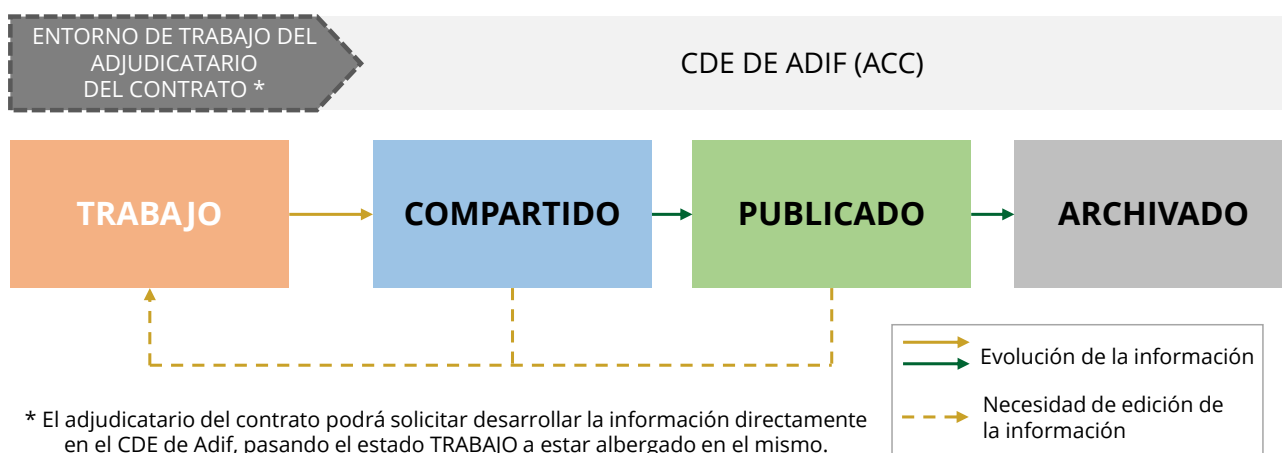 ENTORNO DE TRABAJO DEL
ADJUDICATARIO
DEL CONTRATO *
CDE DE ADIF (ACC)
TRABAJO
COMPARTIDO
PUBLICADO
ARCHIVADO
Evolución de la información
Necesidad de edición de
la información
* El adjudicatario del contrato podrá solicitar desarrollar la información directamente
en el CDE de Adif, pasando el estado TRABAJO a estar albergado en el mismo.